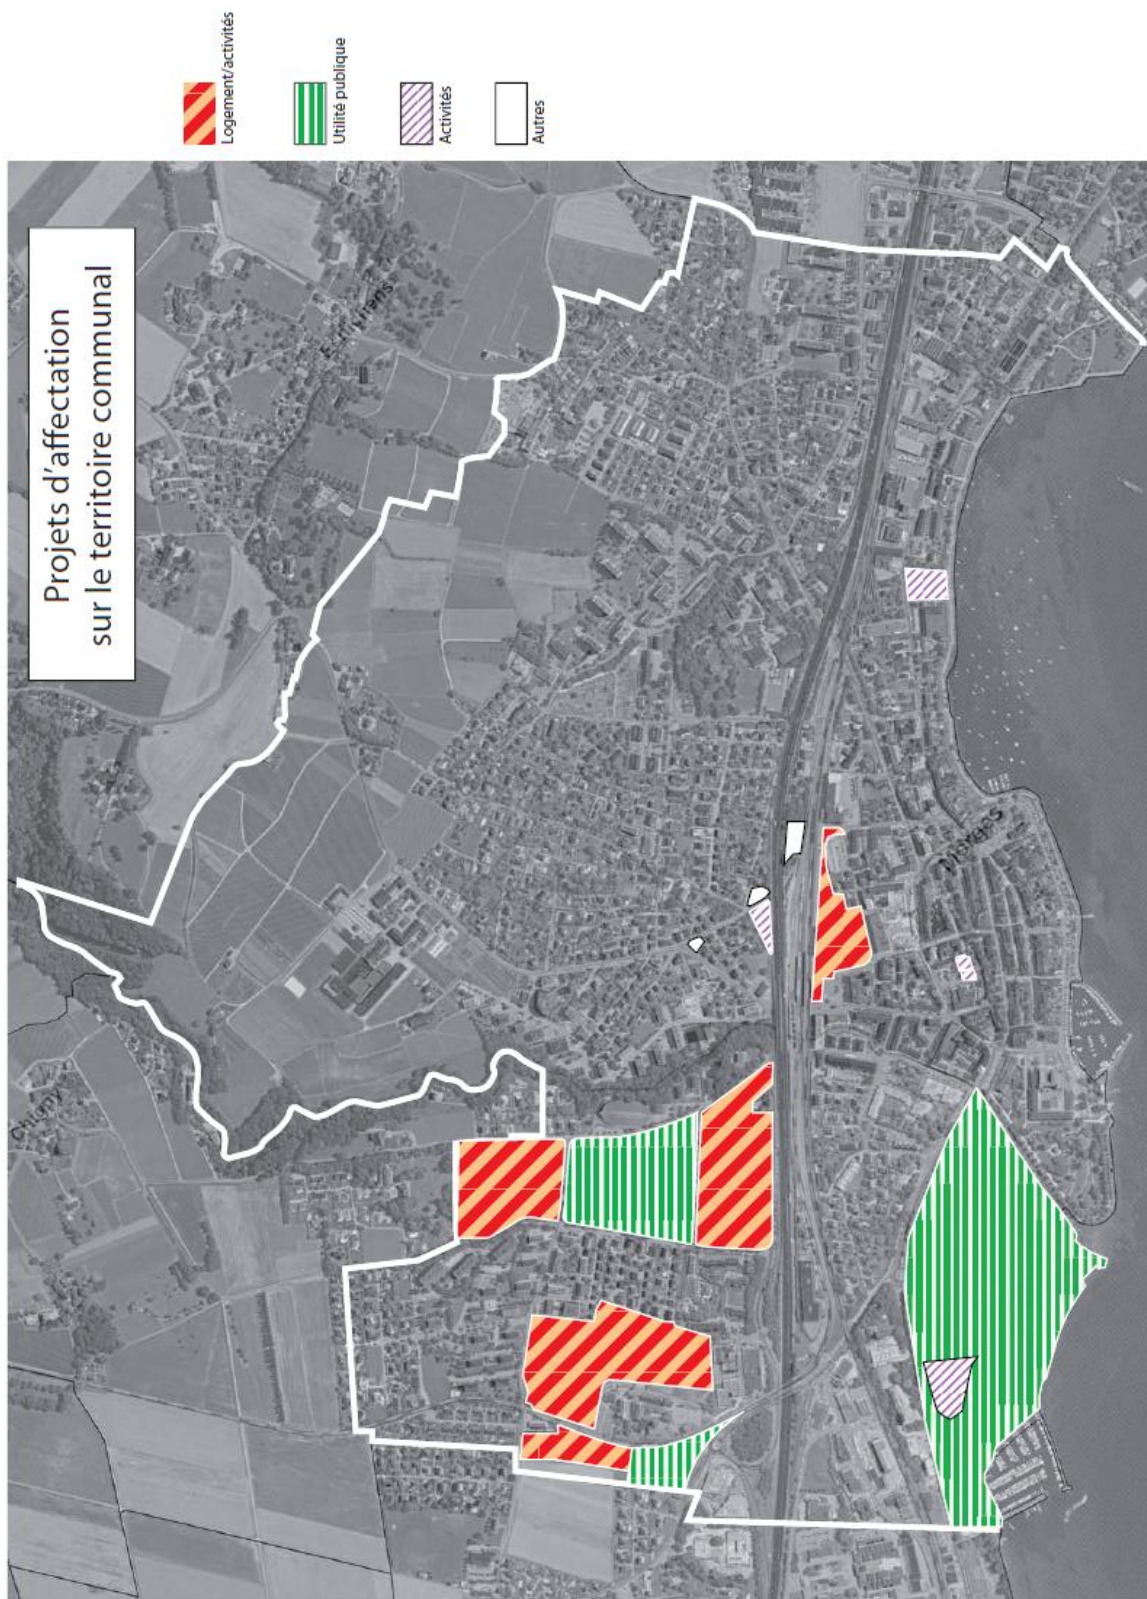 Projets d'affectation
sur le territoire communal
Logement/activités
Utilité publique
Activités
Autres
Echichens
Chigny
Morges